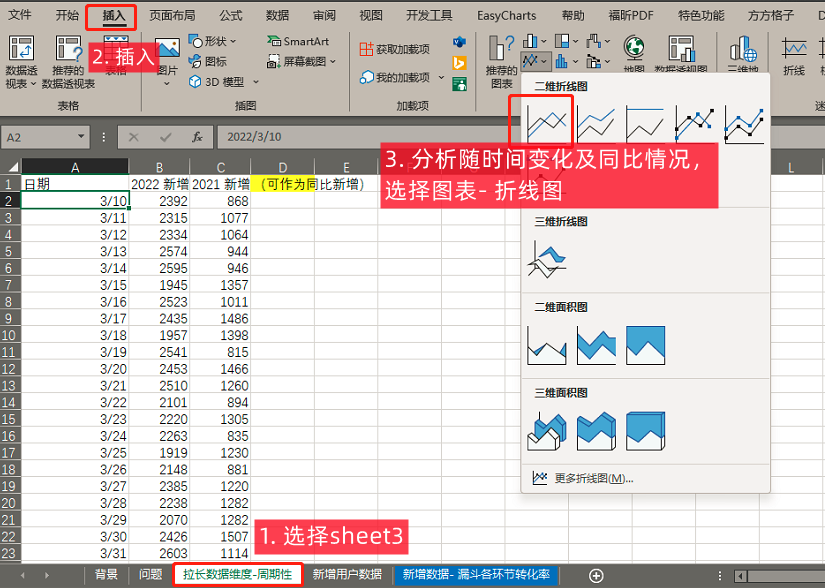 文件 开始 插入 页面布局 公式 数据 审阅 视图 开发工具 EasyCharts 帮助 福昕PDF 特色功能 方方格子
2. 插入
数据透视表 推荐的数据透视表 表格 图片
形状 图标 3D 模型
SmartArt 屏幕截图
获取加载项 我的加载项
推荐的图表 地图 数据透视图 三维地 折线
表格 插图 加载项
二维折线图
A2 fx 2022/3/10
3. 分析随时间变化及同比情况，
选择图表- 折线图
A B C D E L
1 日期 2022 新增 2021 新增 （可作为同比新增）
2 3/10 2392 868
3 3/11 2315 1077
4 3/12 2334 1064
5 3/13 2574 944
6 3/14 2595 946
7 3/15 1945 1357
8 3/16 2523 1011
9 3/17 2435 1486
10 3/18 1957 1398
11 3/19 2541 815
12 3/20 2453 1466
13 3/21 2510 1260
14 3/22 2101 894
15 3/23 2220 1305
16 3/24 2263 835
17 3/25 1919 1230
18 3/26 2148 881
19 3/27 2385 1220
20 3/28 2238 1282
21 3/29 2070 1282
22 3/30 2426 1507
23 3/31 2603 1114
三维折线图
二维面积图
三维面积图
更多折线图(M)...
1. 选择sheet3
背景 问题 拉长数据维度-周期性 新增用户数据 新增数据- 漏斗各环节转化率